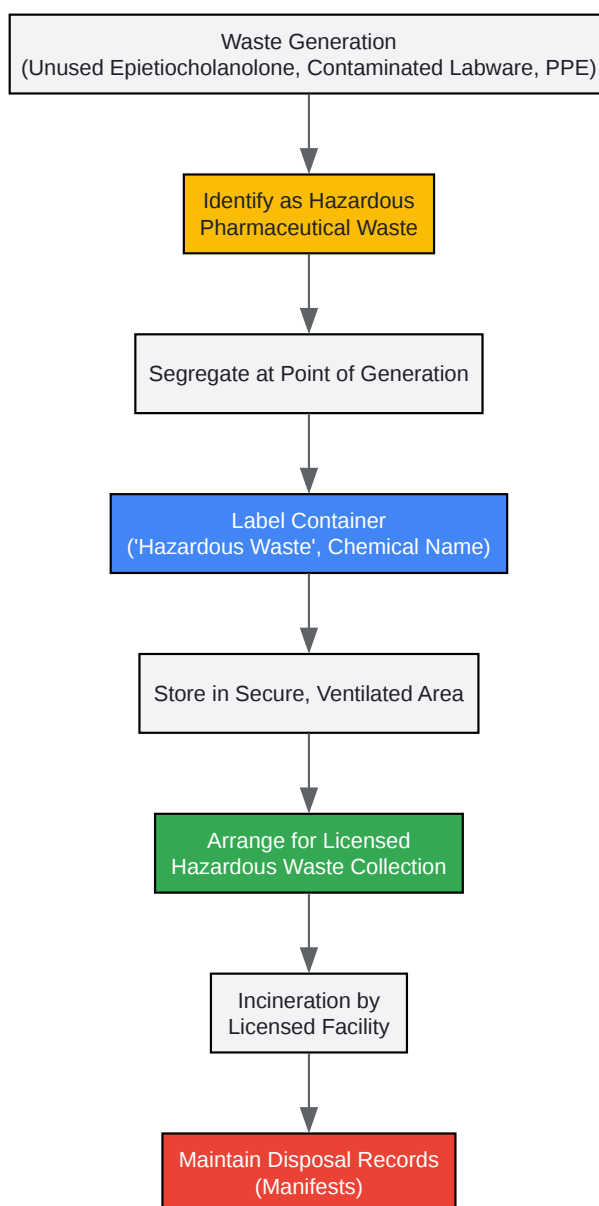 Waste Generation
(Unused Epietiocholanolone, Contaminated Labware, PPE)
Identify as Hazardous
Pharmaceutical Waste
Segregate at Point of Generation
Label Container
('Hazardous Waste', Chemical Name)
Store in Secure, Ventilated Area
Arrange for Licensed
Hazardous Waste Collection
Incineration by
Licensed Facility
Maintain Disposal Records
(Manifests)